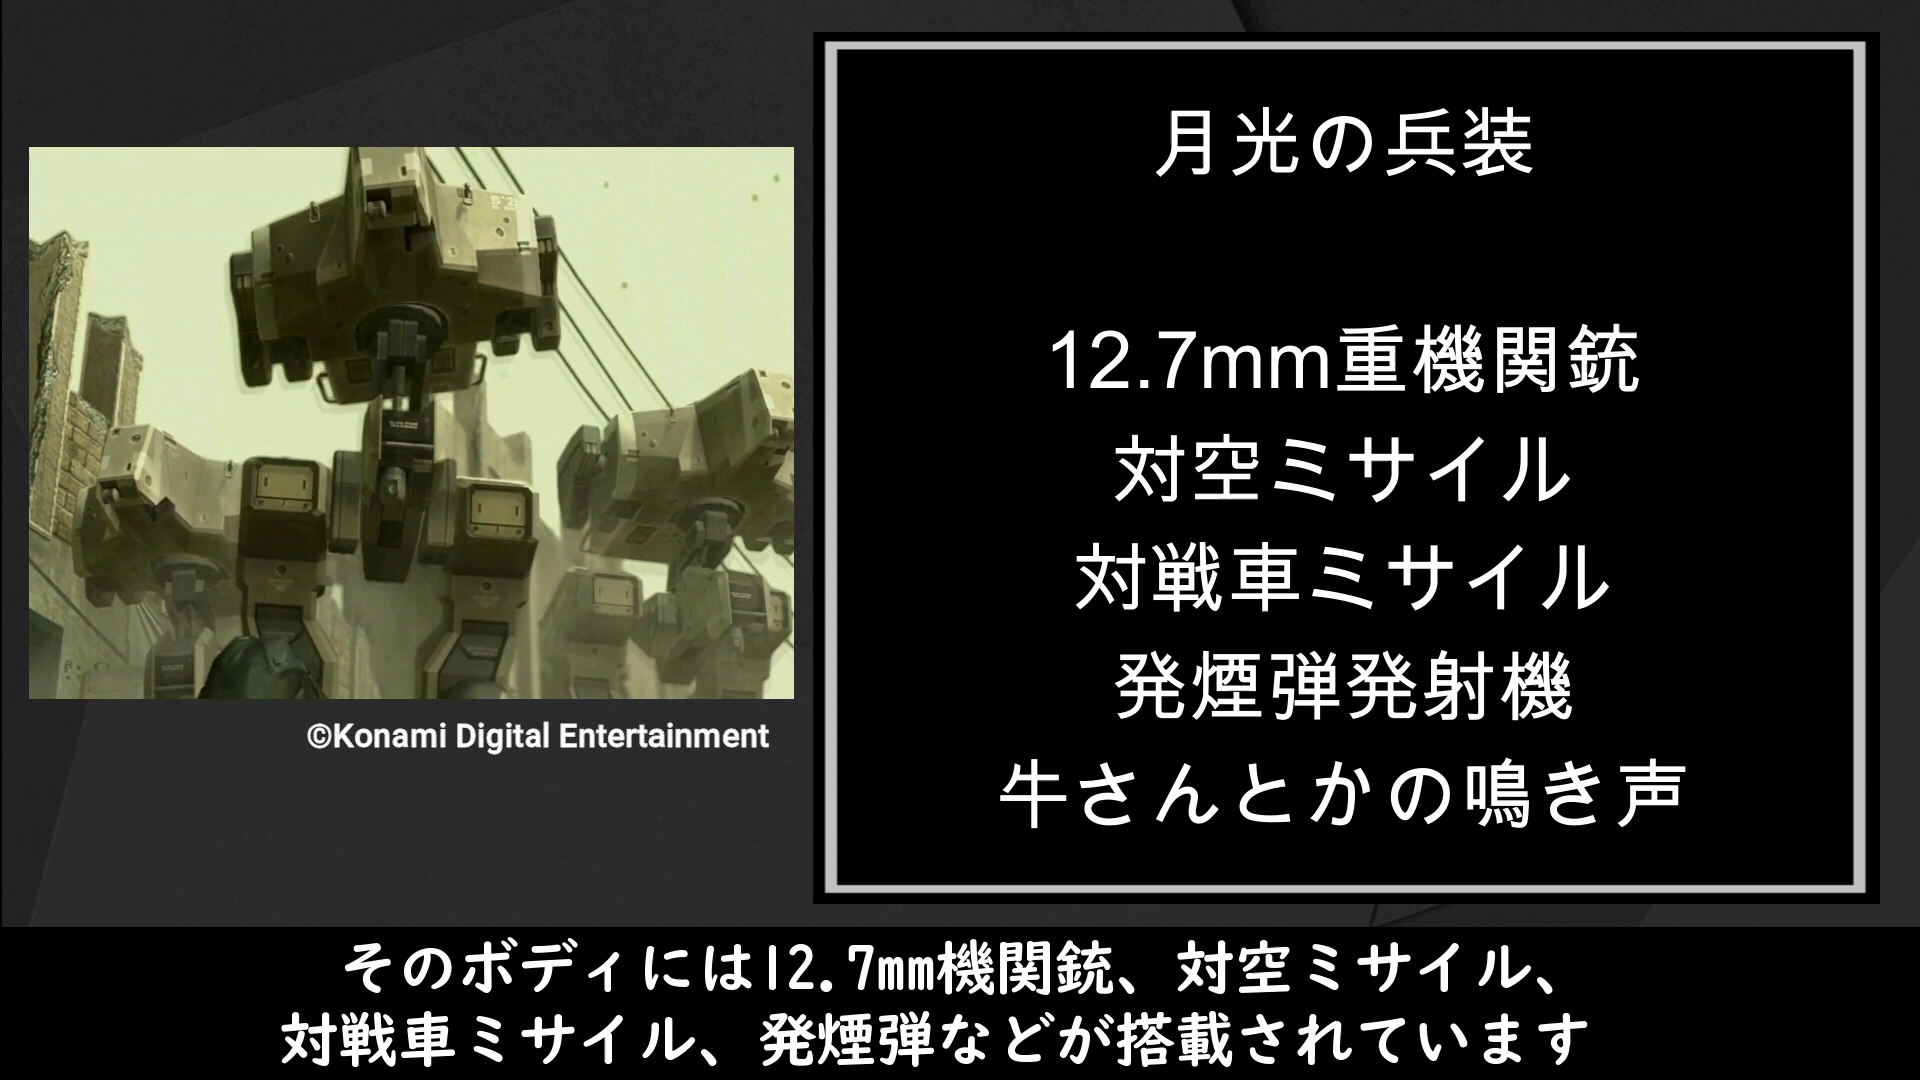 月光の兵装
12.7mm重機関銃
対空ミサイル
対戦車ミサイル
発煙弾発射機
牛さんとかの鳴き声
©Konami Digital Entertainment
そのボディには12.7mm機関銃、対空ミサイル、
対戦車ミサイル、発煙弾などが搭載されています